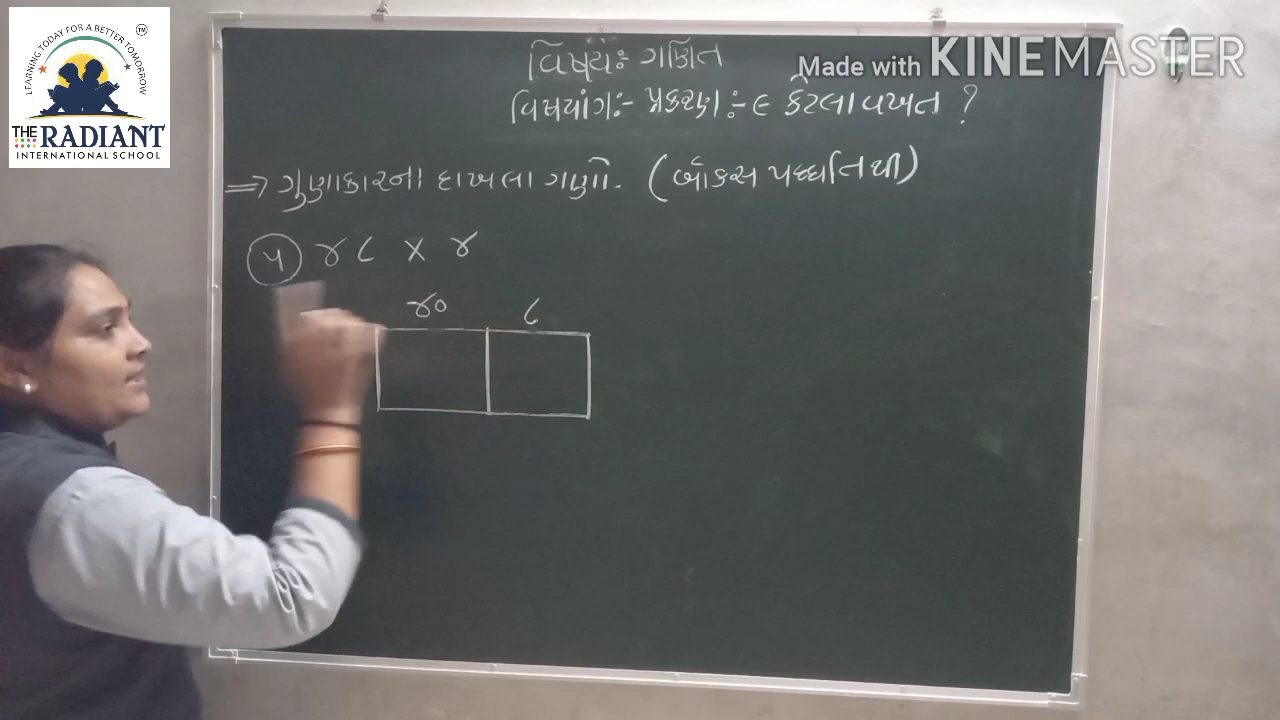 LEARNING TODAY FOR A BETTER TOMORROW
TM
THE RADIANT
INTERNATIONAL SCHOOL
Made with KINEMASTER
વિષય:- ગણિત
વિષયાંગ:- પ્રકરણ :- ૯ કેટલા વખત ?
⇒ ગુણાકારના દાખલા ગણો. (બૉક્સ પધ્ધતિથી)
૫ ૪૮ × ૪
૪૦ ૮